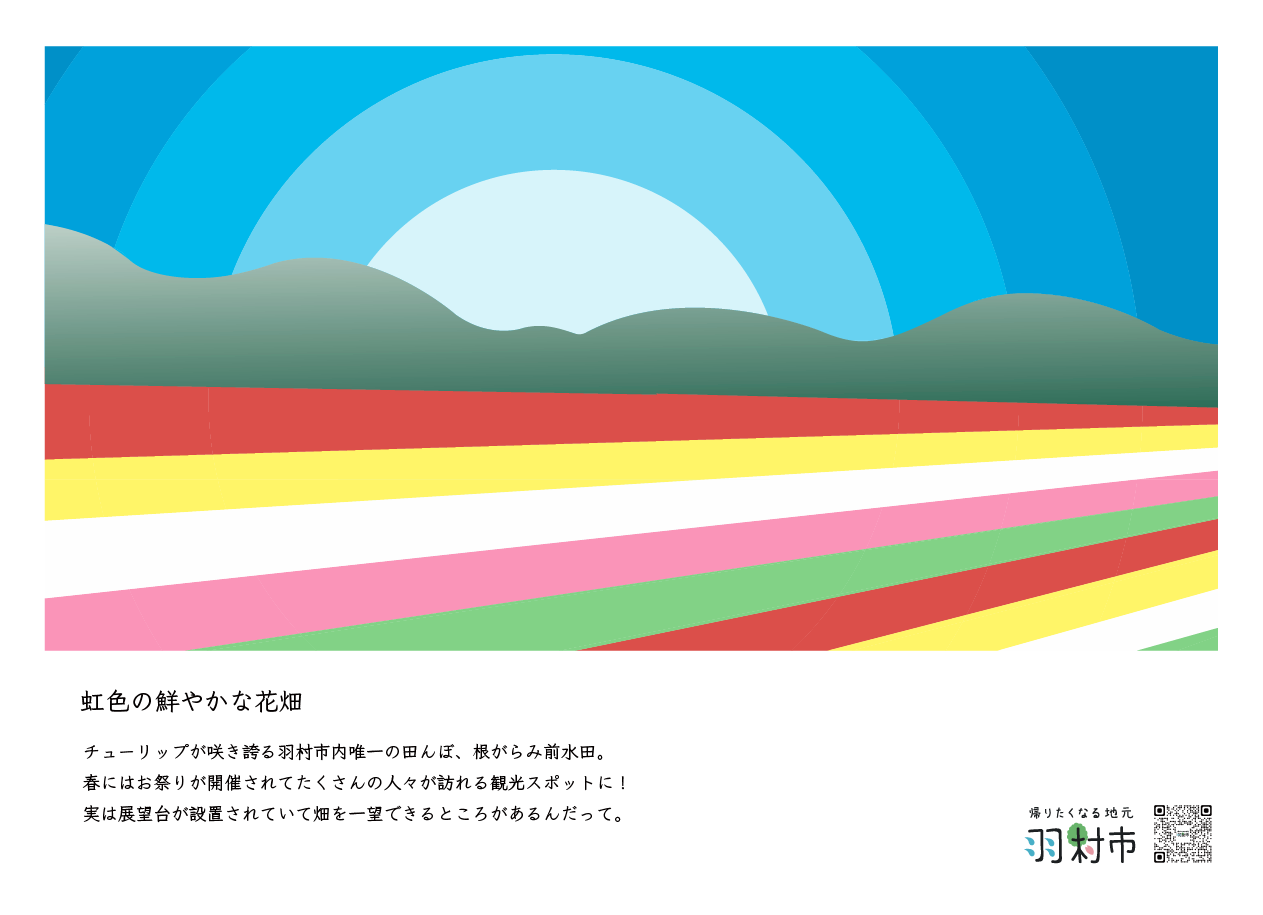 虹色の鮮やかな花畑
チューリップが咲き誇る羽村市内唯一の田んぼ、根がらみ前水田。
春にはお祭りが開催されてたくさんの人々が訪れる観光スポットに！
実は展望台が設置されていて畑を一望できるところがあるんだって。
帰りたくなる地元
羽村市